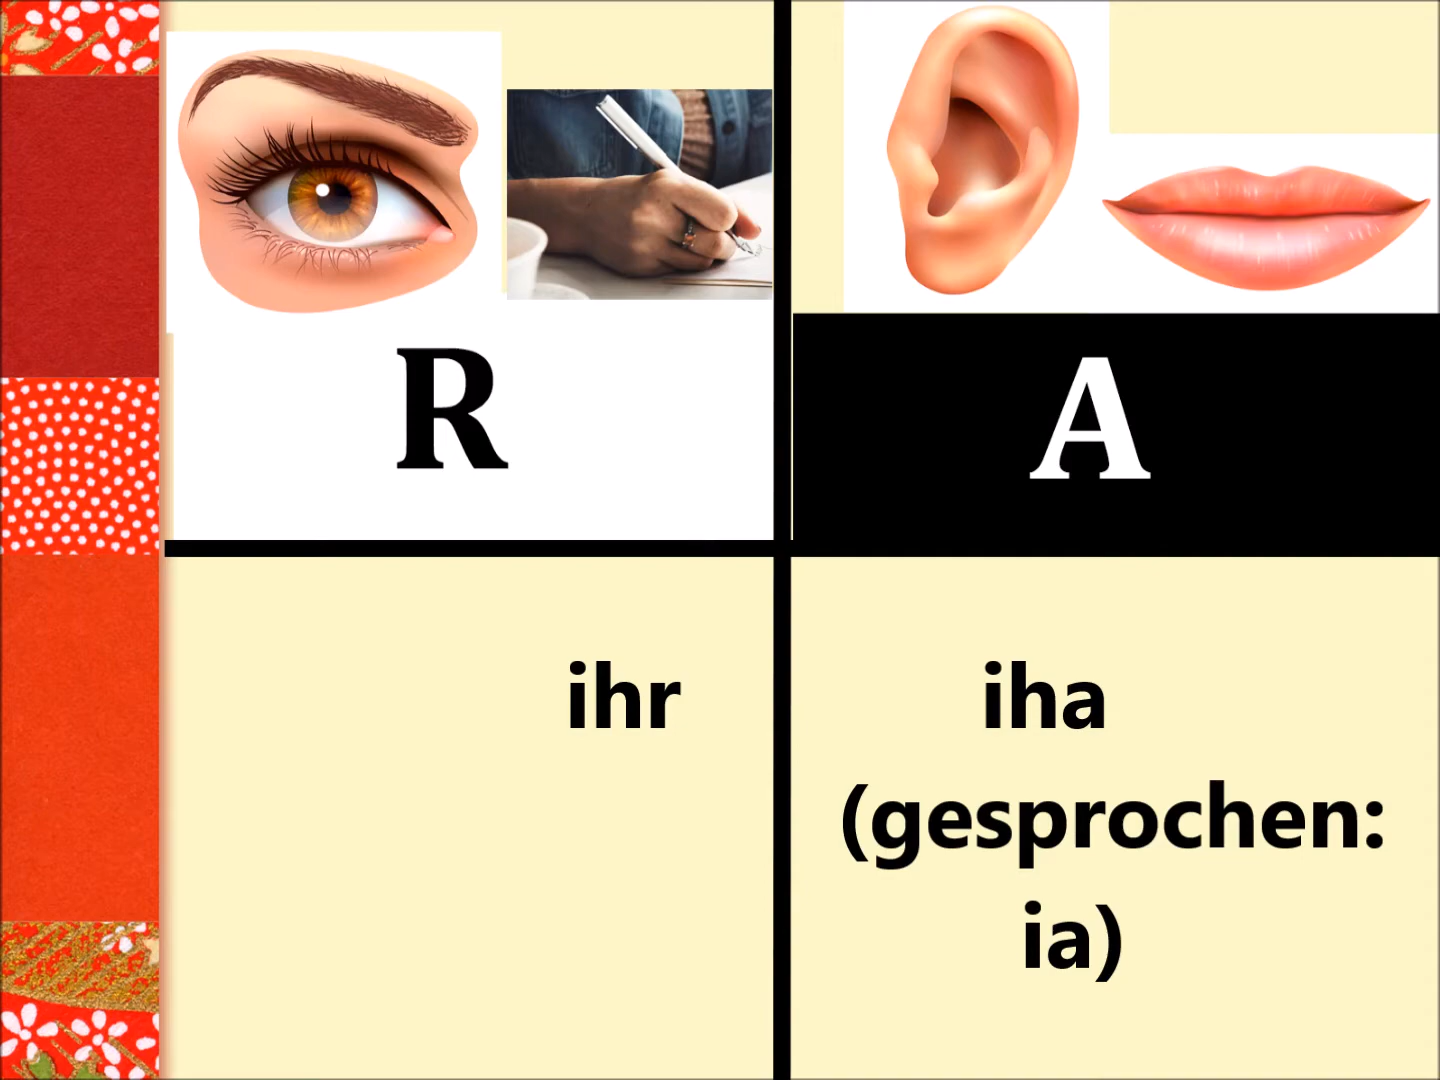 R
A
ihr
iha
(gesprochen:
ia)